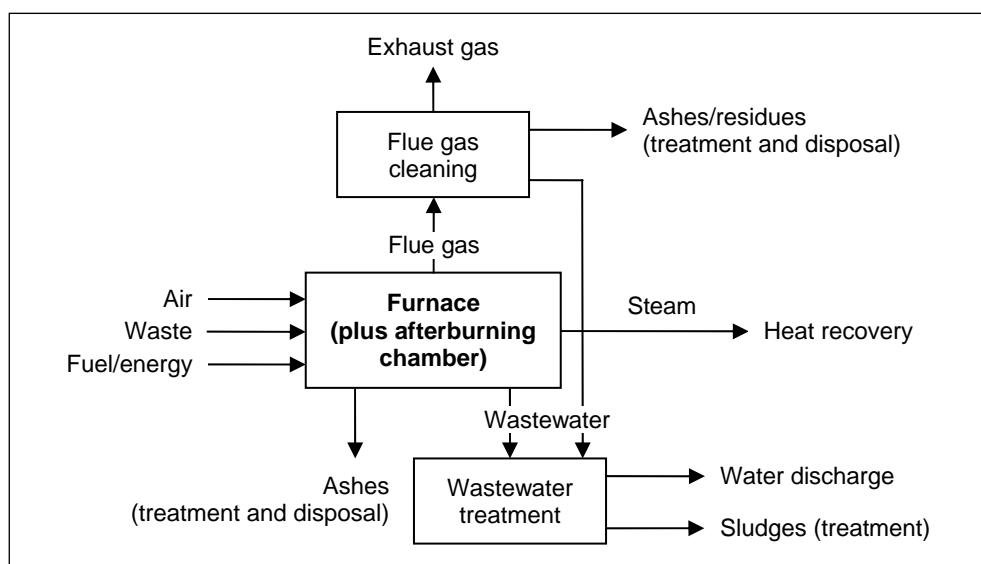 Exhaust gas
Flue gas
cleaning
Ashes/residues
(treatment and disposal)
Flue gas
Air
Waste
Fuel/energy
Furnace
(plus afterburning
chamber)
Steam
Heat recovery
Wastewater
Ashes
(treatment and disposal)
Wastewater
treatment
Water discharge
Sludges (treatment)